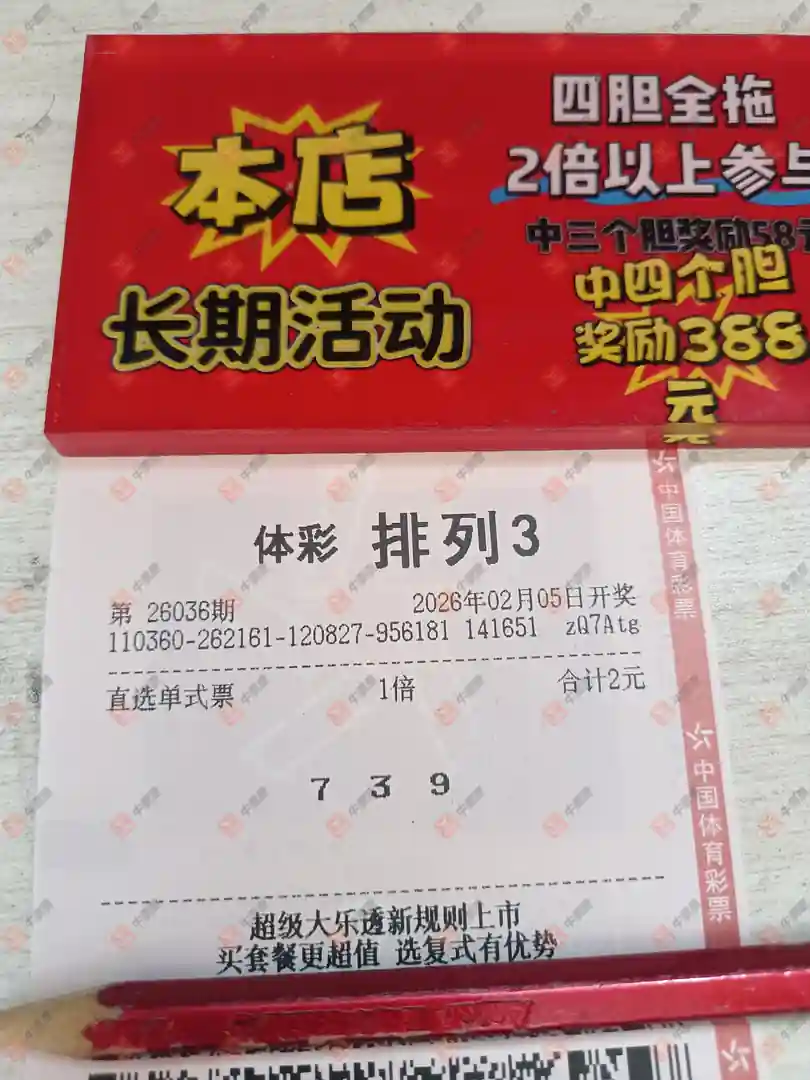 本店
长期活动
四胆全拖
2倍以上参与
中三个胆奖励58元
中四个胆
奖励388
元
体彩 排列3
第 26036期 2026年02月05日开奖
110360-262161-120827-956181 141651 zQ7Atg
直选单式票 1倍 合计2元
7 3 9
超级大乐透新规则上市
买套餐更超值 选复式有优势
中国体育彩票
中国体育彩票